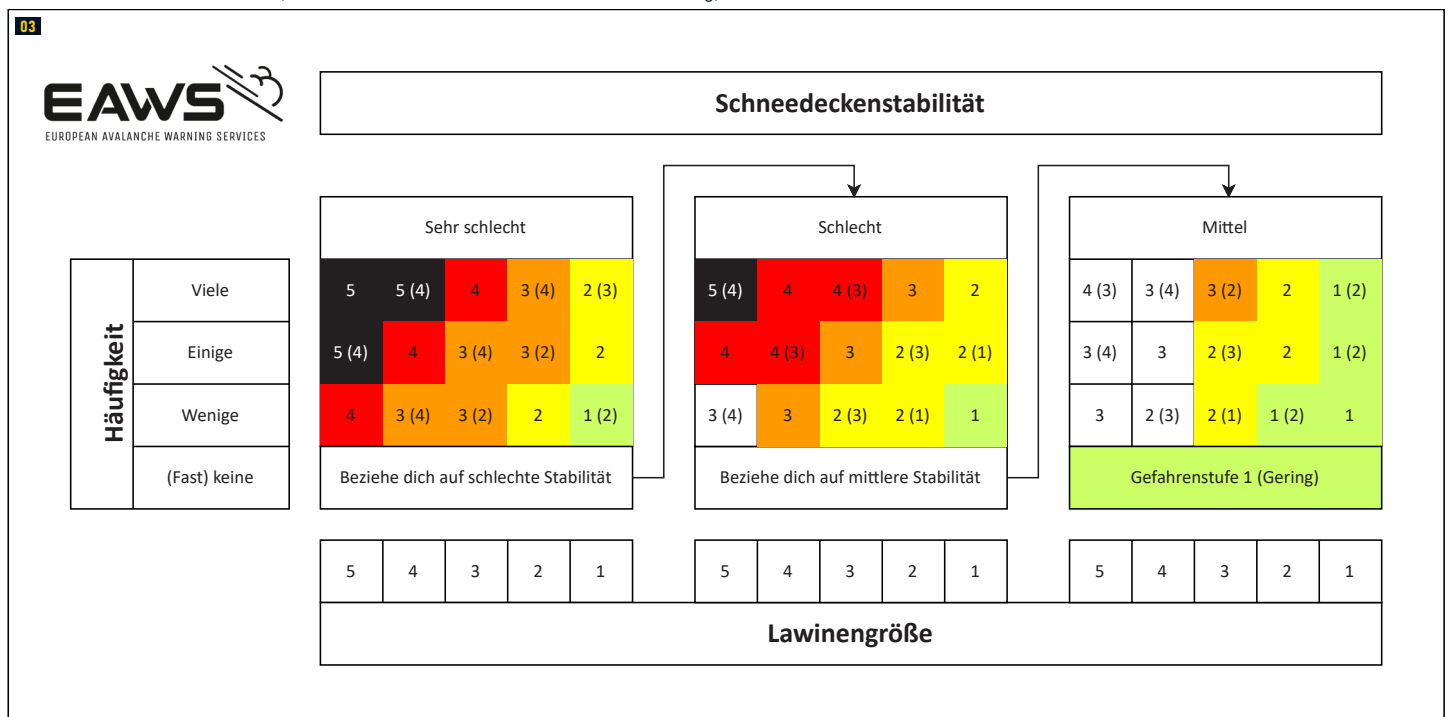 03
EAWS
EUROPEAN AVALANCHE WARNING SERVICES
Schneedeckenstabilität
Sehr schlecht Schlecht Mittel
Häufigkeit
Viele 5 5 (4) 4 3 (4) 2 (3) 5 (4) 4 4 (3) 3 2 4 (3) 3 (4) 3 (2) 2 1 (2)
Einige 5 (4) 4 3 (4) 3 (2) 2 4 4 (3) 3 2 (3) 2 (1) 3 (4) 3 2 (3) 2 1 (2)
Wenige 4 3 (4) 3 (2) 2 1 (2) 3 (4) 3 2 (3) 2 (1) 1 3 2 (3) 2 (1) 1 (2) 1
(Fast) keine Beziehe dich auf schlechte Stabilität Beziehe dich auf mittlere Stabilität Gefahrenstufe 1 (Gering)
5 4 3 2 1 5 4 3 2 1 5 4 3 2 1
Lawinengröße